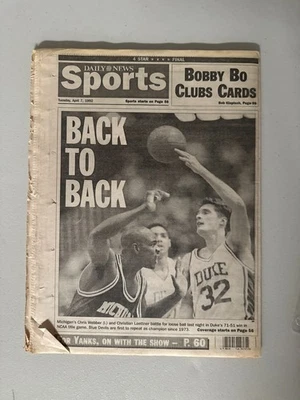 4 STAR ★ ★ ★ ★ FINAL
DAILY NEWS
Sports
Tuesday, April 7, 1992
Sports starts on Page 55
BOBBY BO
CLUBS CARDS
Bob Klapisch, Page 59
BACK
TO
BACK
DUKE
32
Michigan's Chris Webber (l.) and Christian Laettner battle for loose ball last night in Duke's 71-51 win in
NCAA title game. Blue Devils are first to repeat as champion since 1973.
Coverage starts on Page 55
YANKS, ON WITH THE SHOW – P. 60